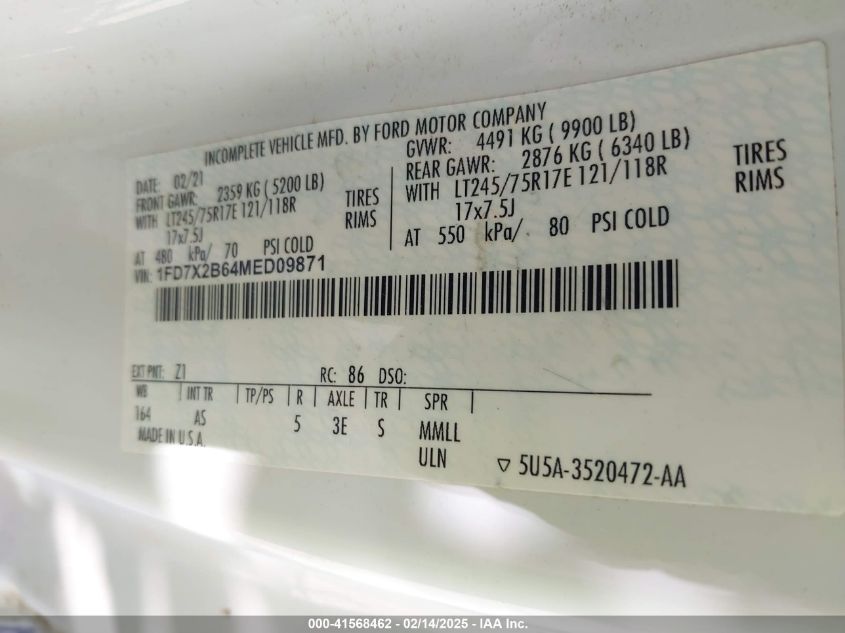 INCOMPLETE VEHICLE MFD. BY FORD MOTOR COMPANY
DATE: 02/21
FRONT GAWR: 2359 KG ( 5200 LB)
WITH LT245/75R17E 121/118R TIRES
17x7.5J RIMS
AT 480 kPa/ 70 PSI COLD
GVWR: 4491 KG ( 9900 LB)
REAR GAWR: 2876 KG ( 6340 LB)
WITH LT245/75R17E 121/118R TIRES
17x7.5J RIMS
AT 550 kPa/ 80 PSI COLD
VIN: 1FD7X2B64MED09871
EXT PNT: Z1 RC: 86 DSO:
WB INT TR TP/PS R AXLE TR SPR
164 AS 5 3E S MMLL
MADE IN U.S.A. ULN
5U5A-3520472-AA
000-41568462 - 02/14/2025 - IAA Inc.